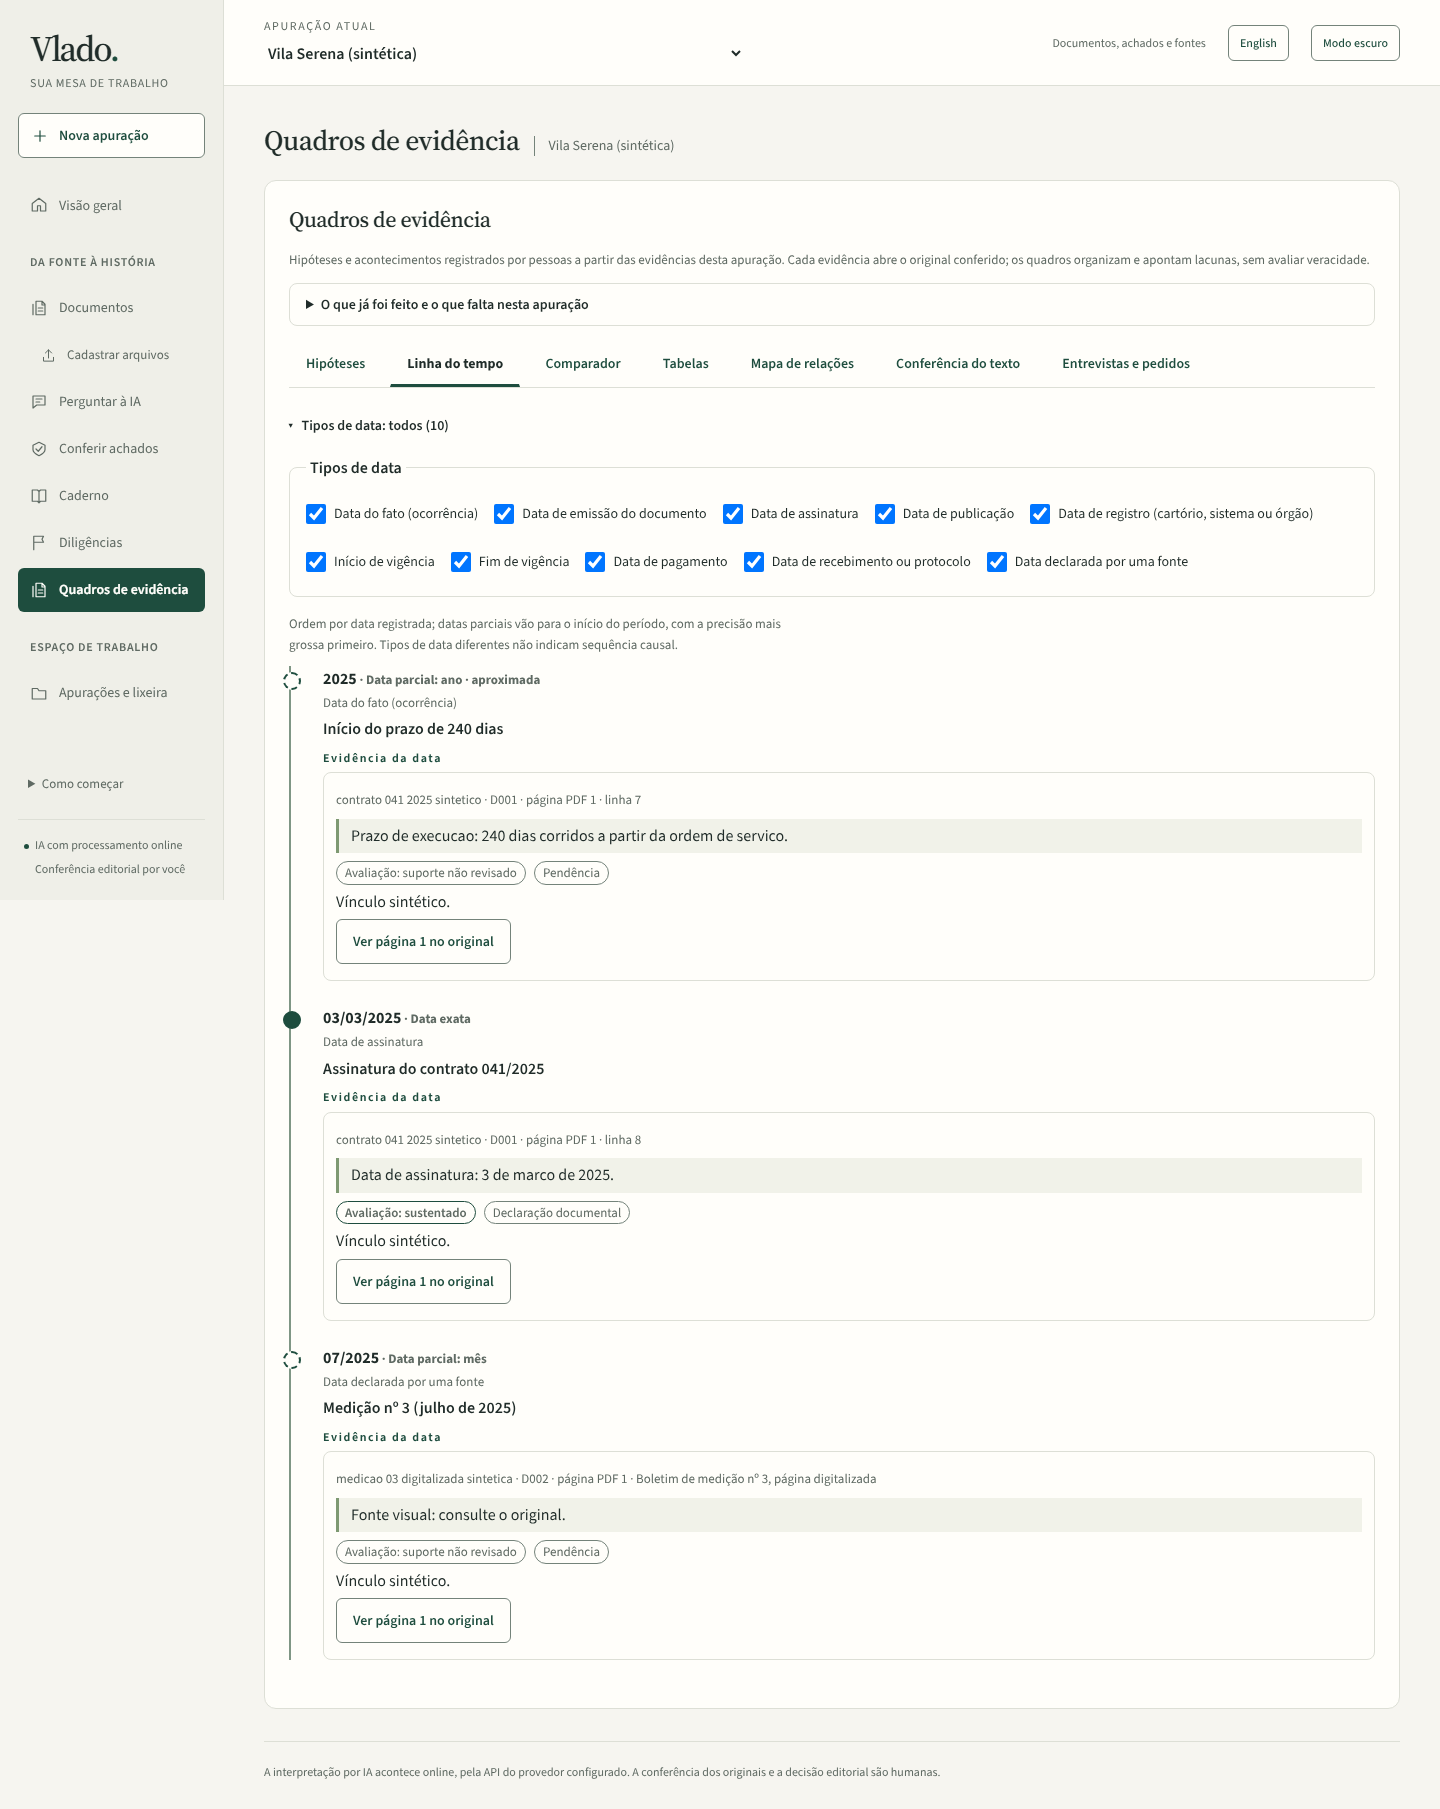 Vlado.
SUA MESA DE TRABALHO
Nova apuração
Visão geral
DA FONTE À HISTÓRIA
Documentos
Cadastrar arquivos
Perguntar à IA
Conferir achados
Caderno
Diligências
Quadros de evidência
ESPAÇO DE TRABALHO
Apurações e lixeira
Como começar
IA com processamento online
Conferência editorial por você
APURAÇÃO ATUAL
Vila Serena (sintética)
Documentos, achados e fontes
English
Modo escuro
Quadros de evidência
Vila Serena (sintética)
Quadros de evidência
Hipóteses e acontecimentos registrados por pessoas a partir das evidências desta apuração. Cada evidência abre o original conferido; os quadros organizam e apontam lacunas, sem avaliar veracidade.
O que já foi feito e o que falta nesta apuração
Hipóteses Linha do tempo Comparador Tabelas Mapa de relações Conferência do texto Entrevistas e pedidos
Tipos de data: todos (10)
Tipos de data
Data do fato (ocorrência) Data de emissão do documento Data de assinatura Data de publicação Data de registro (cartório, sistema ou órgão)
Início de vigência Fim de vigência Data de pagamento Data de recebimento ou protocolo Data declarada por uma fonte
Ordem por data registrada; datas parciais vão para o início do período, com a precisão mais
grossa primeiro. Tipos de data diferentes não indicam sequência causal.
2025 · Data parcial: ano · aproximada
Data do fato (ocorrência)
Início do prazo de 240 dias
Evidência da data
contrato 041 2025 sintetico · D001 · página PDF 1 · linha 7
Prazo de execucao: 240 dias corridos a partir da ordem de servico.
Avaliação: suporte não revisado Pendência
Vínculo sintético.
Ver página 1 no original
03/03/2025 · Data exata
Data de assinatura
Assinatura do contrato 041/2025
Evidência da data
contrato 041 2025 sintetico · D001 · página PDF 1 · linha 8
Data de assinatura: 3 de marco de 2025.
Avaliação: sustentado Declaração documental
Vínculo sintético.
Ver página 1 no original
07/2025 · Data parcial: mês
Data declarada por uma fonte
Medição nº 3 (julho de 2025)
Evidência da data
medicao 03 digitalizada sintetica · D002 · página PDF 1 · Boletim de medição nº 3, página digitalizada
Fonte visual: consulte o original.
Avaliação: suporte não revisado Pendência
Vínculo sintético.
Ver página 1 no original
A interpretação por IA acontece online, pela API do provedor configurado. A conferência dos originais e a decisão editorial são humanas.